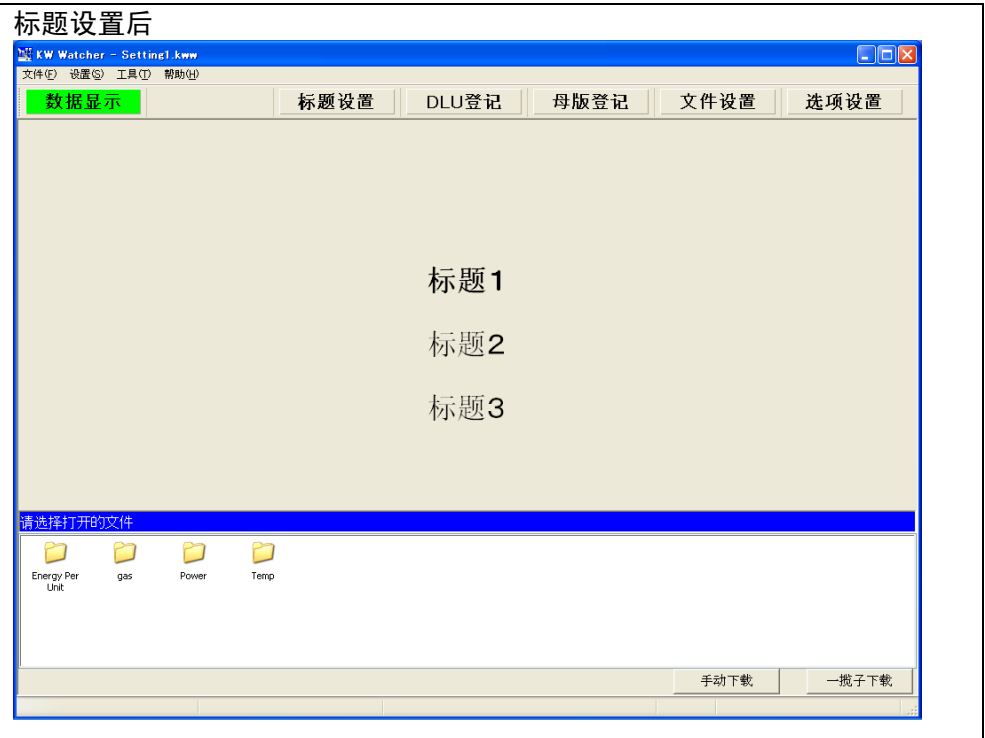 标题设置后
KW Watcher - Setting1.kww
文件(F) 设置(S) 工具(T) 帮助(H)
数据显示 标题设置 DLU登记 母版登记 文件设置 选项设置
标题1
标题2
标题3
请选择打开的文件
Energy Per Unit gas Power Temp
手动下载 一揽子下载